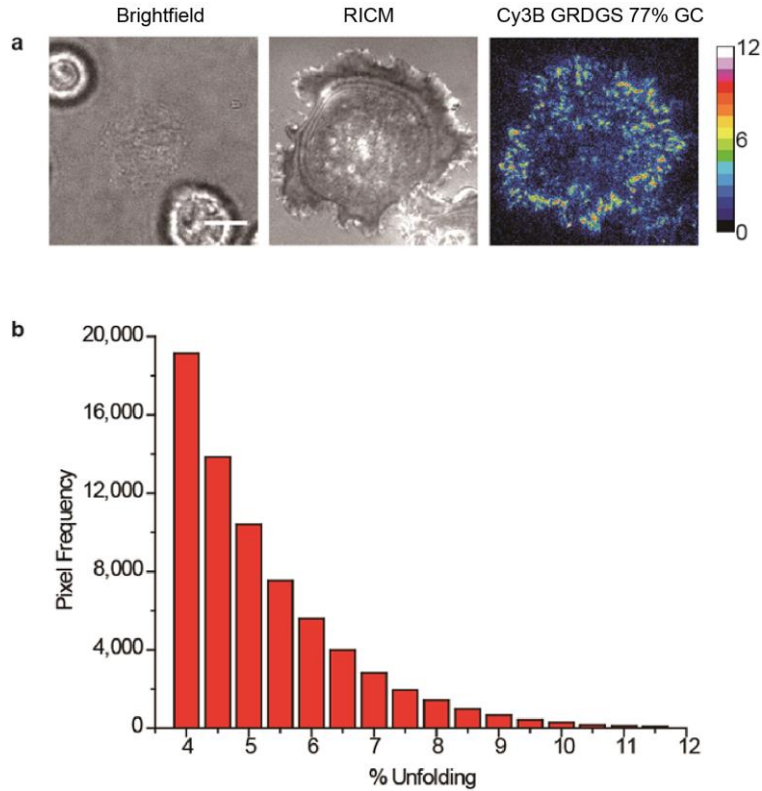 Brightfield
RICM
Cy3B GRDGS 77% GC
a
12
6
0
b
20,000
16,000
12,000
8,000
4,000
0
Pixel Frequency
4 5 6 7 8 9 10 11 12
% Unfolding